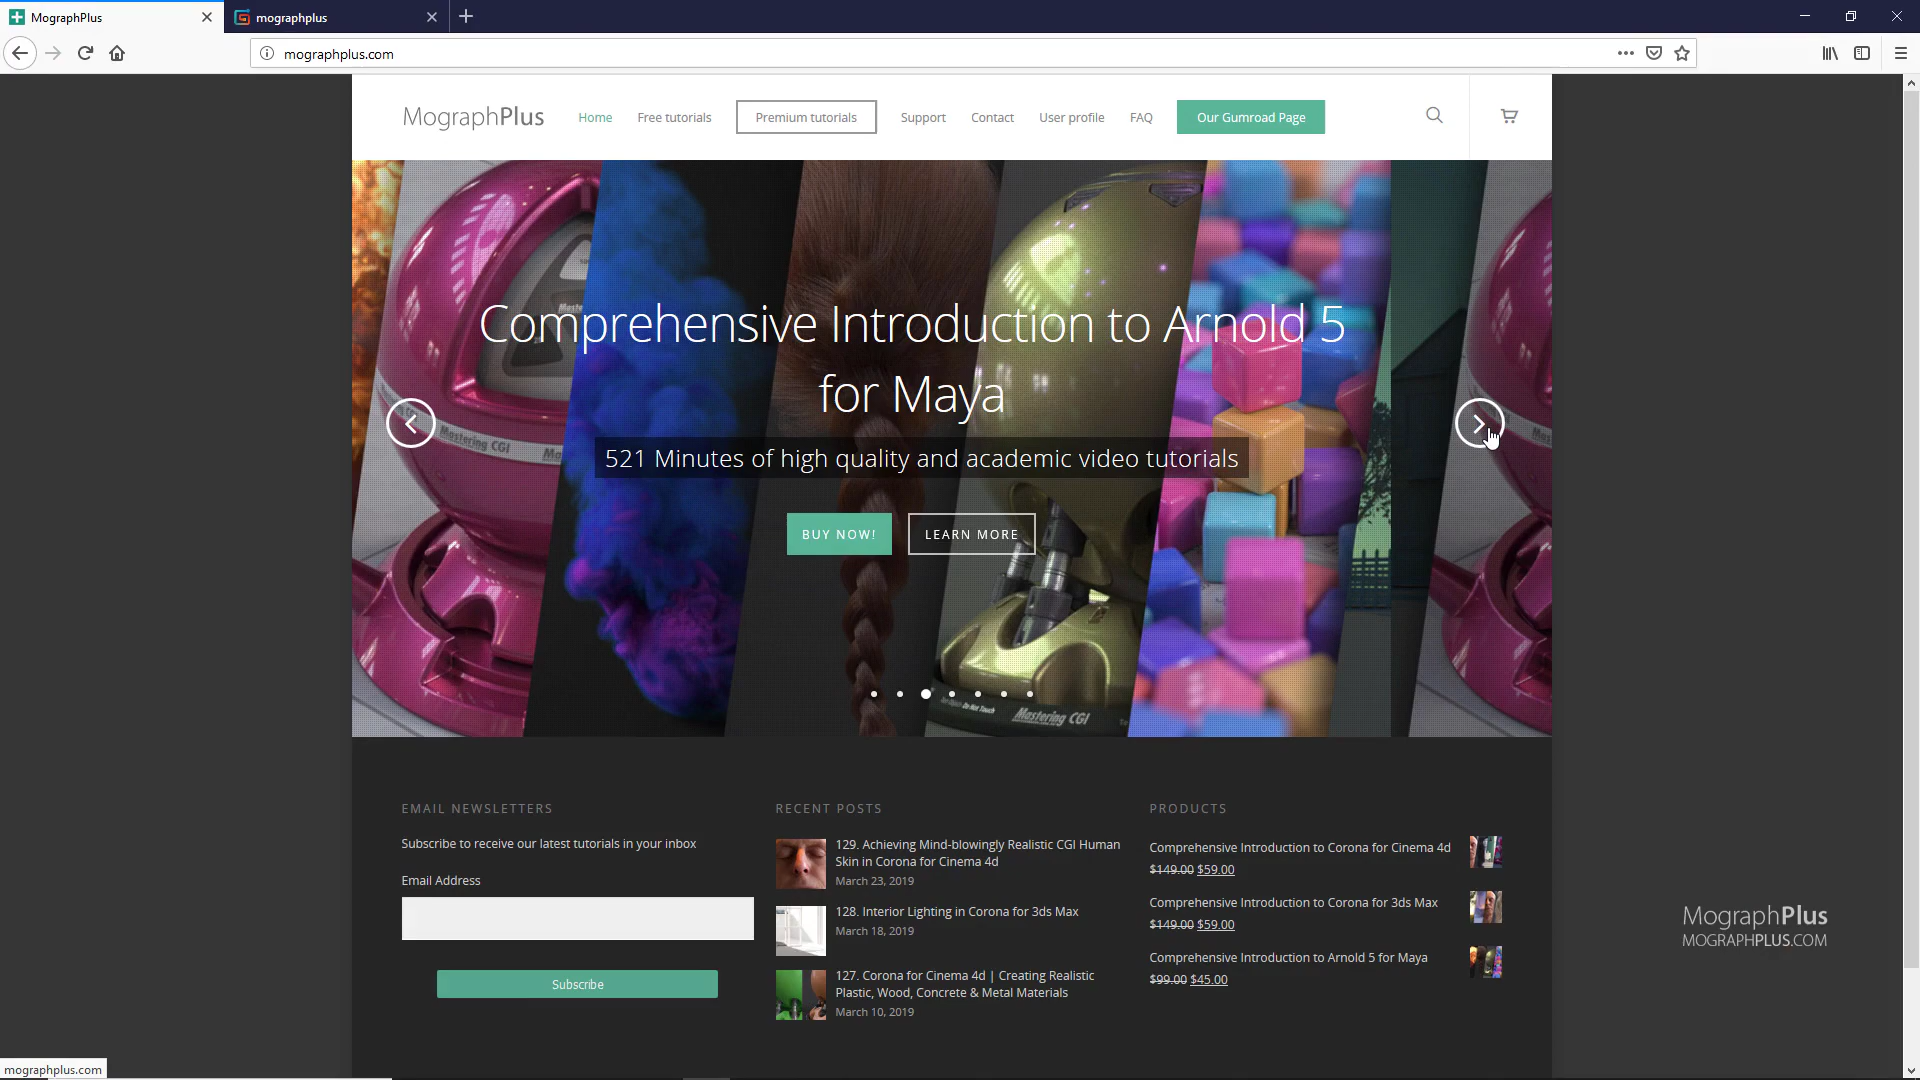 MographPlus
mographplus
mographplus.com
MographPlus
Home
Free tutorials
Premium tutorials
Support
Contact
User profile
FAQ
Our Gumroad Page
Comprehensive Introduction to Arnold 5
for Maya
521 Minutes of high quality and academic video tutorials
BUY NOW!
LEARN MORE
Mastering CGI
Mastering CGI
EMAIL NEWSLETTERS
Subscribe to receive our latest tutorials in your inbox
Email Address
Subscribe
RECENT POSTS
129. Achieving Mind-blowingly Realistic CGI Human
Skin in Corona for Cinema 4d
March 23, 2019
128. Interior Lighting in Corona for 3ds Max
March 18, 2019
127. Corona for Cinema 4d | Creating Realistic
Plastic, Wood, Concrete & Metal Materials
March 10, 2019
PRODUCTS
Comprehensive Introduction to Corona for Cinema 4d
$149.00 $59.00
Comprehensive Introduction to Corona for 3ds Max
$149.00 $59.00
Comprehensive Introduction to Arnold 5 for Maya
$99.00 $45.00
MographPlus
MOGRAPHPLUS.COM
mographplus.com